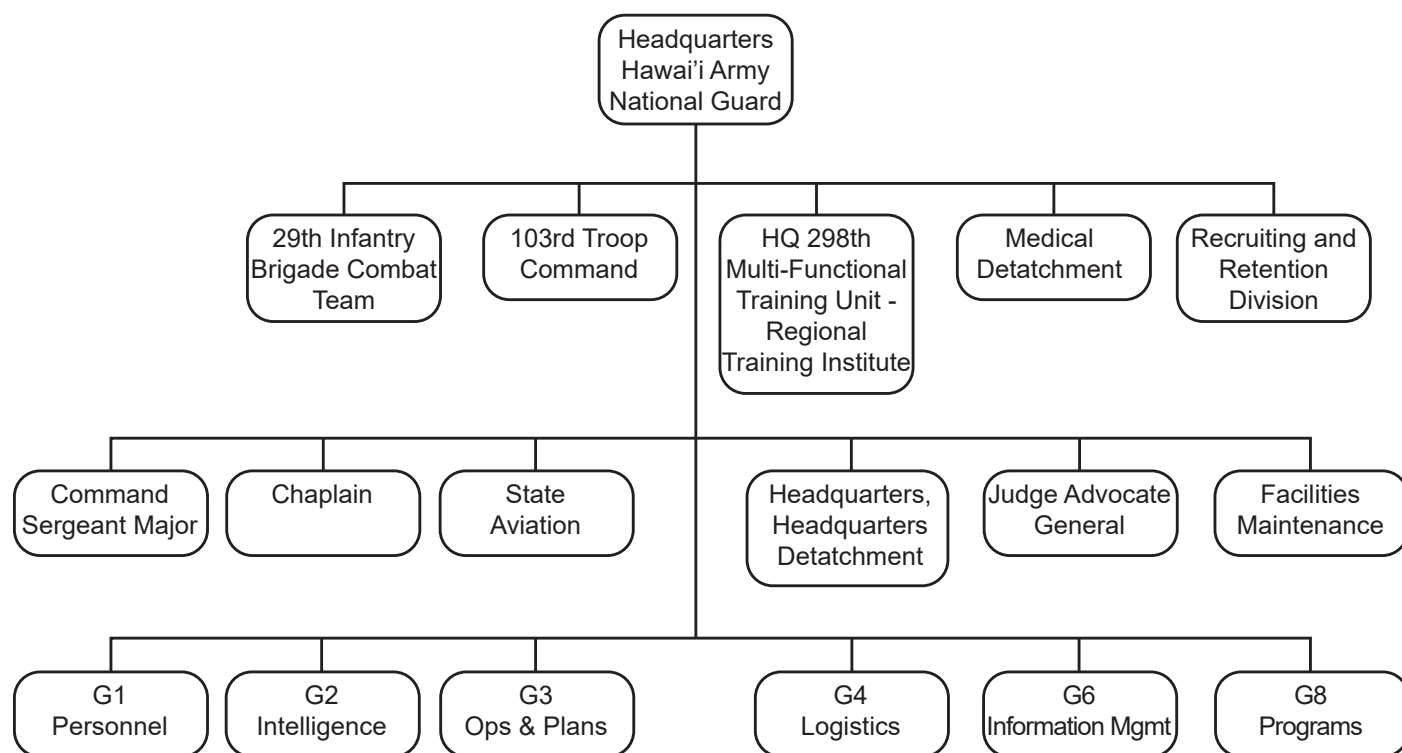 Headquarters
Hawai’i Army
National Guard
29th Infantry
Brigade Combat
Team
103rd Troop
Command
HQ 298th
Multi-Functional
Training Unit -
Regional
Training Institute
Medical
Detatchment
Recruiting and
Retention
Division
Command
Sergeant Major
Chaplain
State
Aviation
Headquarters,
Headquarters
Detatchment
Judge Advocate
General
Facilities
Maintenance
G1
Personnel
G2
Intelligence
G3
Ops & Plans
G4
Logistics
G6
Information Mgmt
G8
Programs